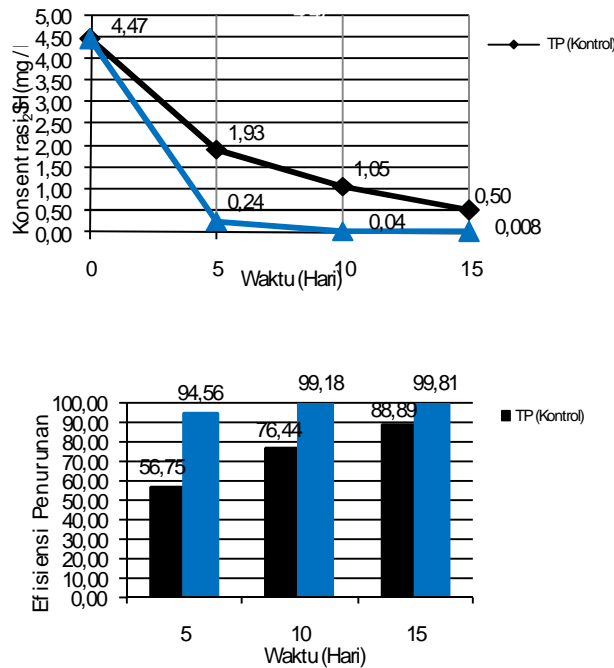 5,00
4,50
4,00
3,50
3,00
2,50
2,00
1,50
1,00
0,50
0,00
Konsentrasi
(mg/l
4,47
1,93
1,05
0,50
0,24
0,04
0,008
0 5 10 15
Waktu (Hari)
TP (Kontrol)
100,00
90,00
80,00
70,00
60,00
50,00
40,00
30,00
20,00
10,00
0,00
Efisiensi Penurunan
94,56 99,18 99,81
56,75 76,44 88,89
5 10 15
Waktu (Hari)
TP (Kontrol)